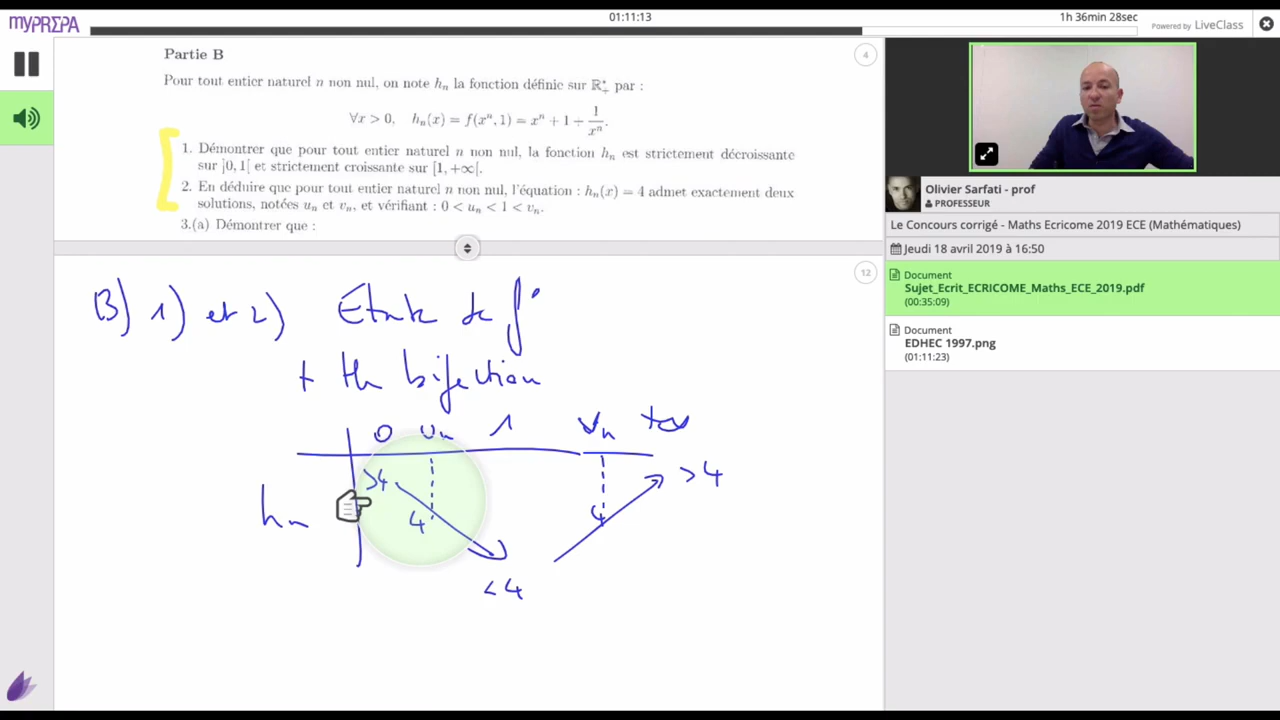 MYPREPA
01:11:13
1h 36min 28sec
Powered by LiveClass
Partie B
4
Pour tout entier naturel n non nul, on note hₙ la fonction définie sur ℝ₊* par :
∀x > 0, hₙ(x) = f(xⁿ, 1) = xⁿ + 1 + 1/xⁿ.
1. Démontrer que pour tout entier naturel n non nul, la fonction hₙ est strictement décroissante
sur ]0, 1[ et strictement croissante sur [1, +∞[.
2. En déduire que pour tout entier naturel n non nul, l'équation : hₙ(x) = 4 admet exactement deux
solutions, notées uₙ et vₙ, et vérifiant : 0 < uₙ < 1 < vₙ.
3.(a) Démontrer que :
12
B) 1) et 2) Etude de f°
+ th bijection
0 uₙ 1 vₙ +∞
>4 >4
hₙ 4 4
<4
Olivier Sarfati - prof
PROFESSEUR
Le Concours corrigé - Maths Ecricome 2019 ECE (Mathématiques)
Jeudi 18 avril 2019 à 16:50
Document
Sujet_Ecrit_ECRICOME_Maths_ECE_2019.pdf
(00:35:09)
Document
EDHEC 1997.png
(01:11:23)